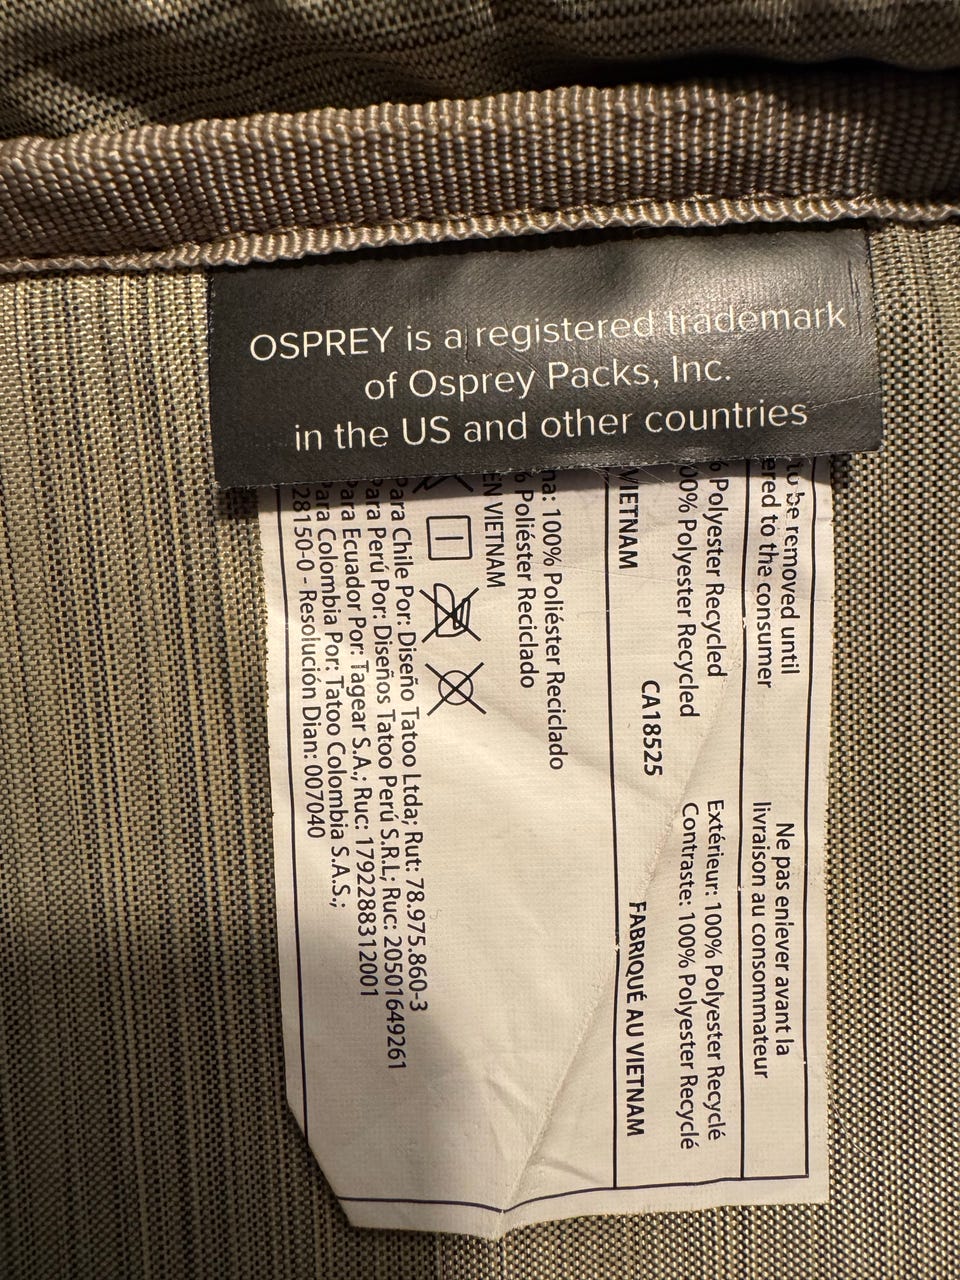 OSPREY is a registered trademark
of Osprey Packs, Inc.
in the US and other countries
to be removed until
to the consumer
Ne pas enlever avant la
livraison au consommateur
Polyester Recycled
00% Polyester Recycled
Extérieur: 100% Polyester Recyclé
Contraste: 100% Polyester Recyclé
VIETNAM
CA18525
FABRIQUÉ AU VIETNAM
100% Poliéster Reciclado
% Poliéster Reciclado
EN VIETNAM
Para Chile Por: Diseño Tatoo Ltda; Rut: 78.975.860-3
Para Perú Por: Diseños Tatoo Perú S.R.L; Ruc: 20501649261
Para Ecuador Por: Tagear S.A.; Ruc: 1792288312001
Para Colombia Por: Tatoo Colombia S.A.S.;
28150-0 - Resolución Dian: 007040